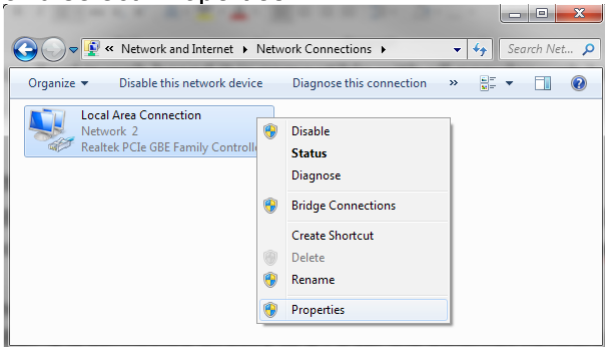 « Network and Internet ▸ Network Connections ▸ Search Net...
Organize ▾ Disable this network device Diagnose this connection »
Local Area Connection
Network 2
Realtek PCIe GBE Family Controlle
Disable
Status
Diagnose
Bridge Connections
Create Shortcut
Delete
Rename
Properties